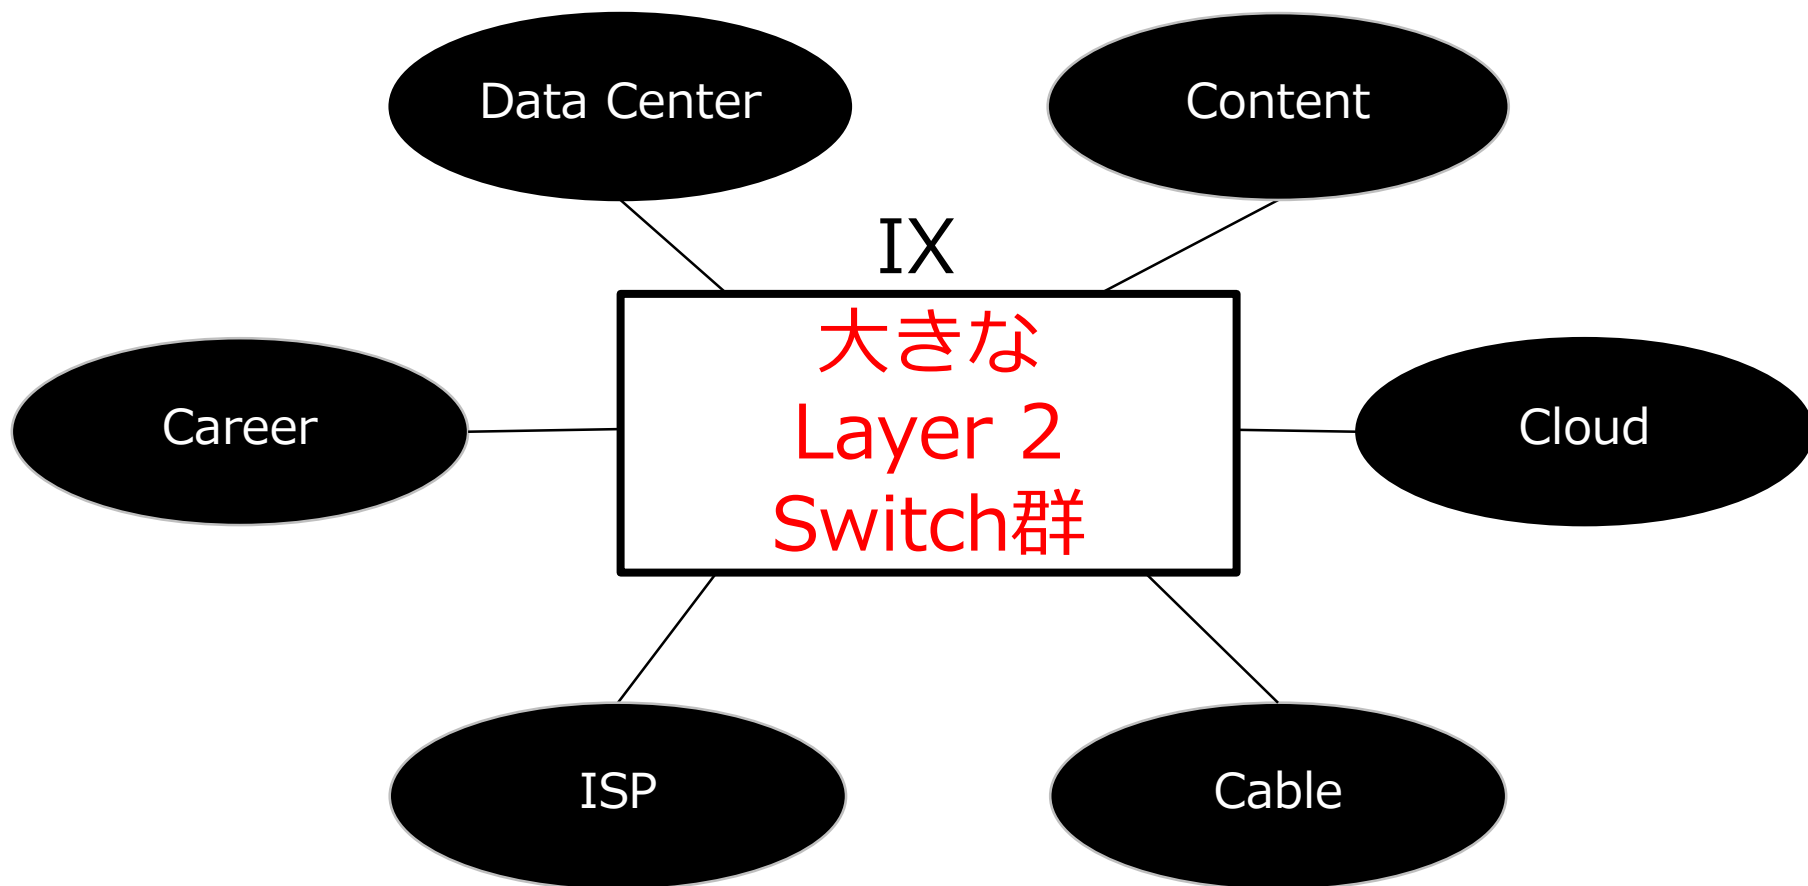 Data Center
Content
IX
大きな
Layer 2
Switch群
Career
Cloud
ISP
Cable